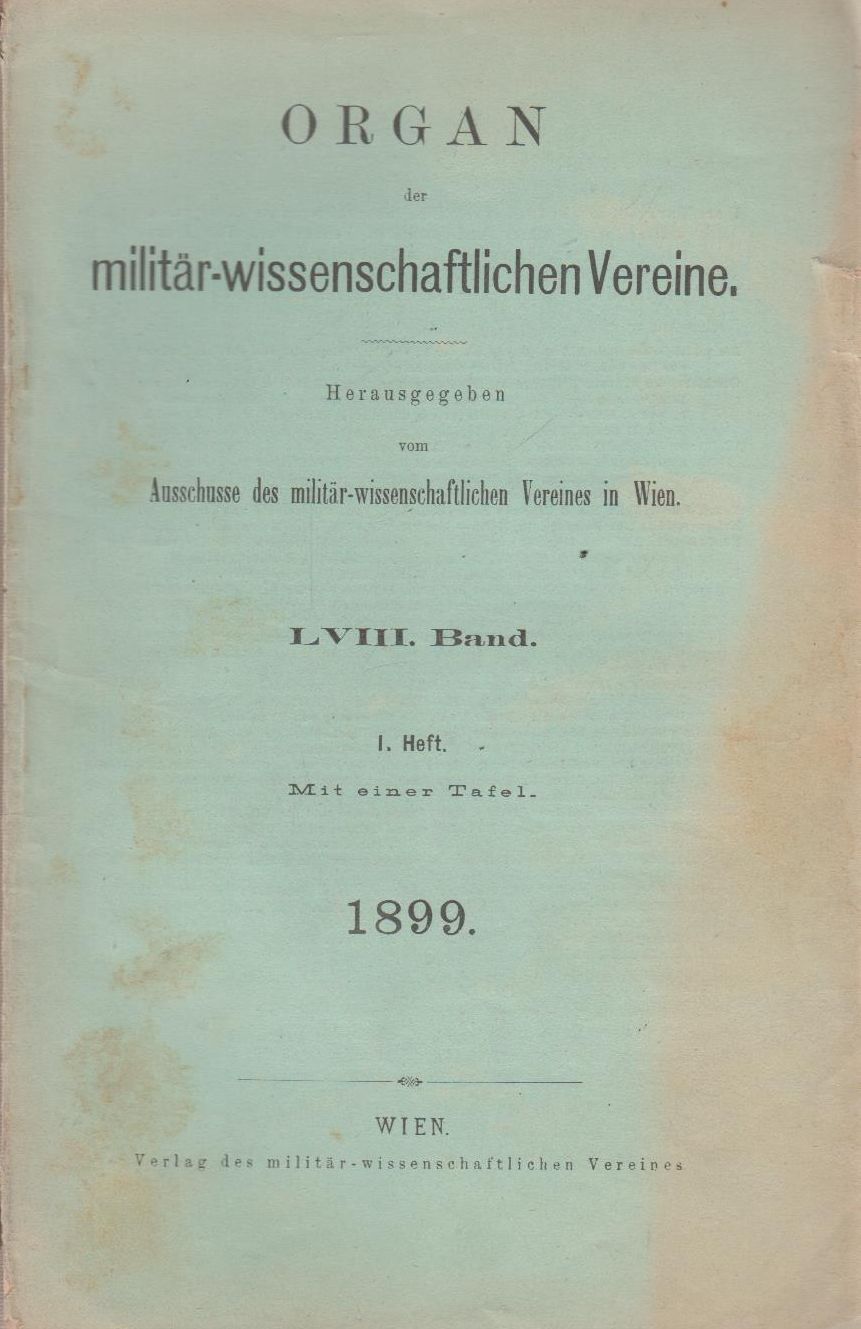 ORGAN
der
militär-wissenschaftlichen Vereine.
Herausgegeben
vom
Ausschusse des militär-wissenschaftlichen Vereines in Wien.
LVIII. Band.
I. Heft.
Mit einer Tafel.
1899.
WIEN.
Verlag des militär-wissenschaftlichen Vereines